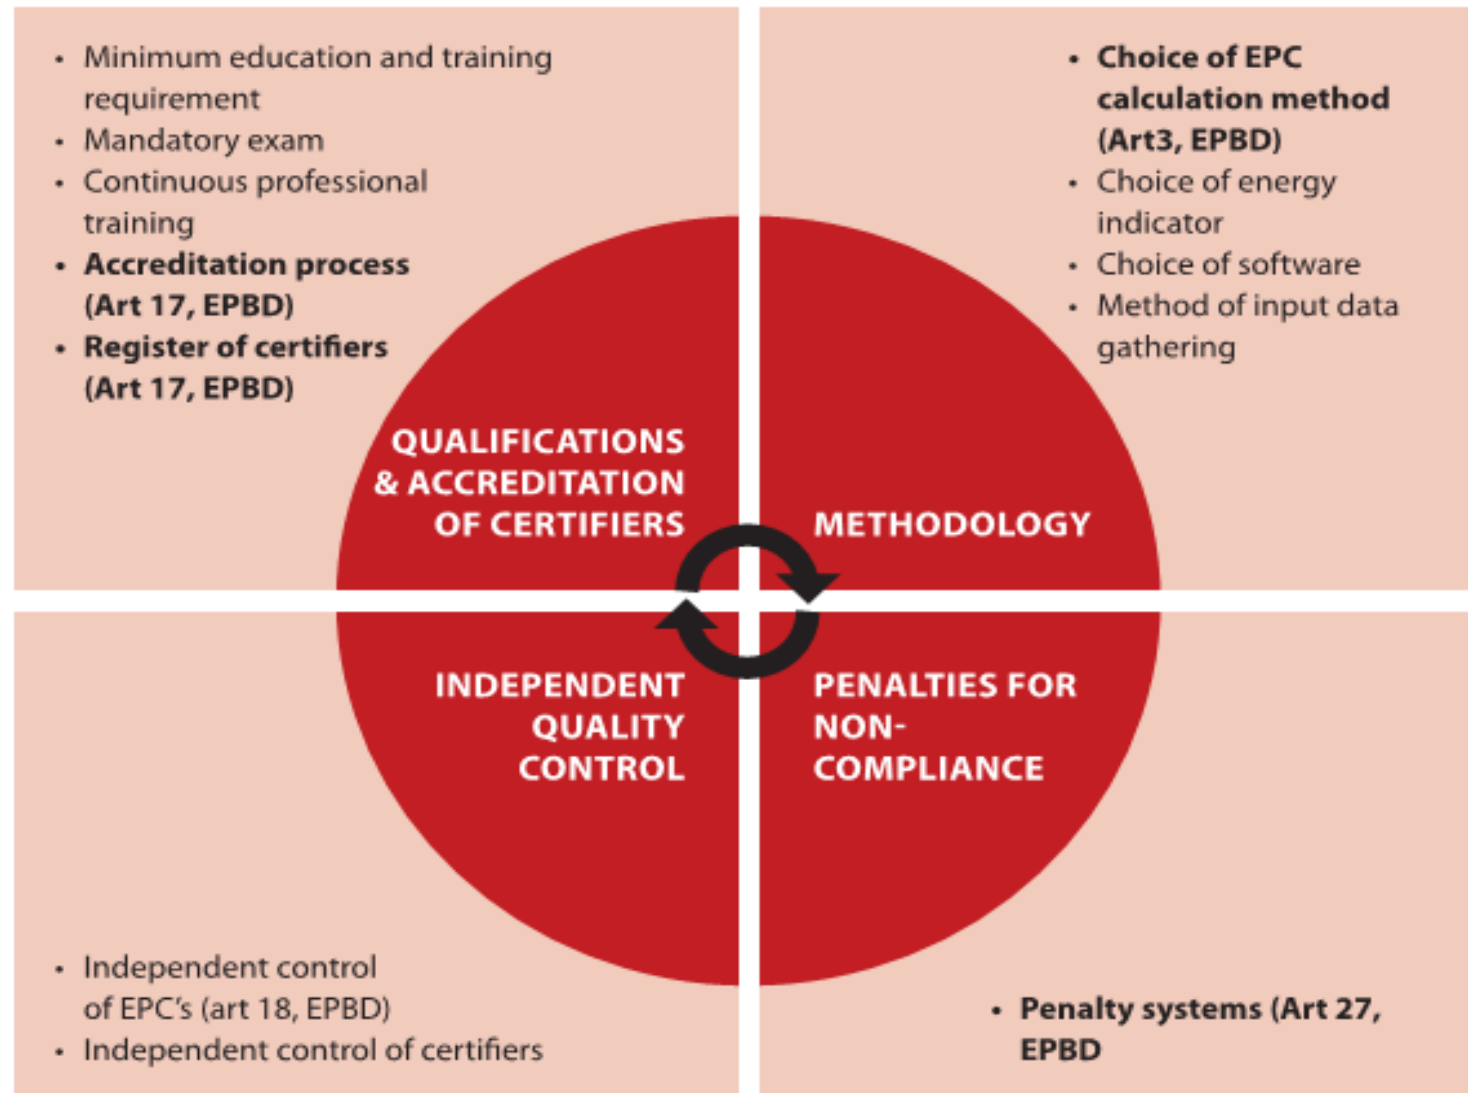 • Minimum education and training
requirement
• Mandatory exam
• Continuous professional
training
• Accreditation process
(Art 17, EPBD)
• Register of certifiers
(Art 17, EPBD)
QUALIFICATIONS
& ACCREDITATION
OF CERTIFIERS
• Choice of EPC
calculation method
(Art3, EPBD)
• Choice of energy
indicator
• Choice of software
• Method of input data
gathering
METHODOLOGY
INDEPENDENT
QUALITY
CONTROL
• Independent control
of EPC’s (art 18, EPBD)
• Independent control of certifiers
PENALTIES FOR
NON-
COMPLIANCE
• Penalty systems (Art 27,
EPBD